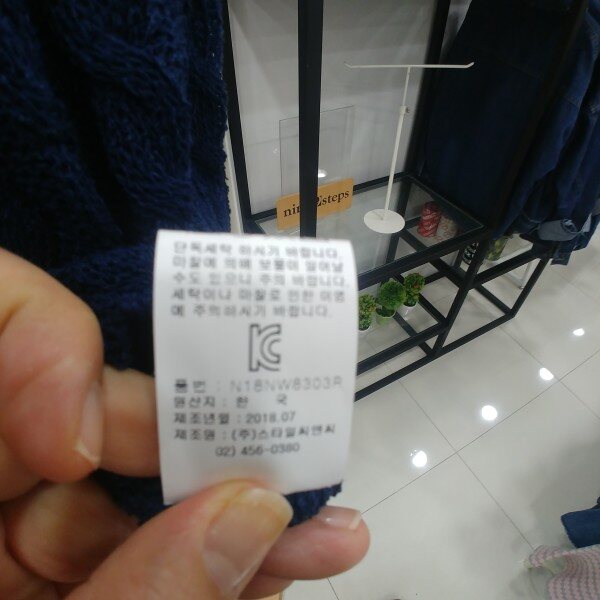 단독세탁 하시기 바랍니다.
마찰에 의해 보풀이 일어날
수도 있으니 주의 바랍니다.
세탁이나 마찰로 인한 이염
에 주의하시기 바랍니다.
KC
품 번 : N18NW8303R
원산지 : 한 국
제조년월 : 2018.07
제조원 : (주)스타일씨앤씨
02) 456-0380
steps